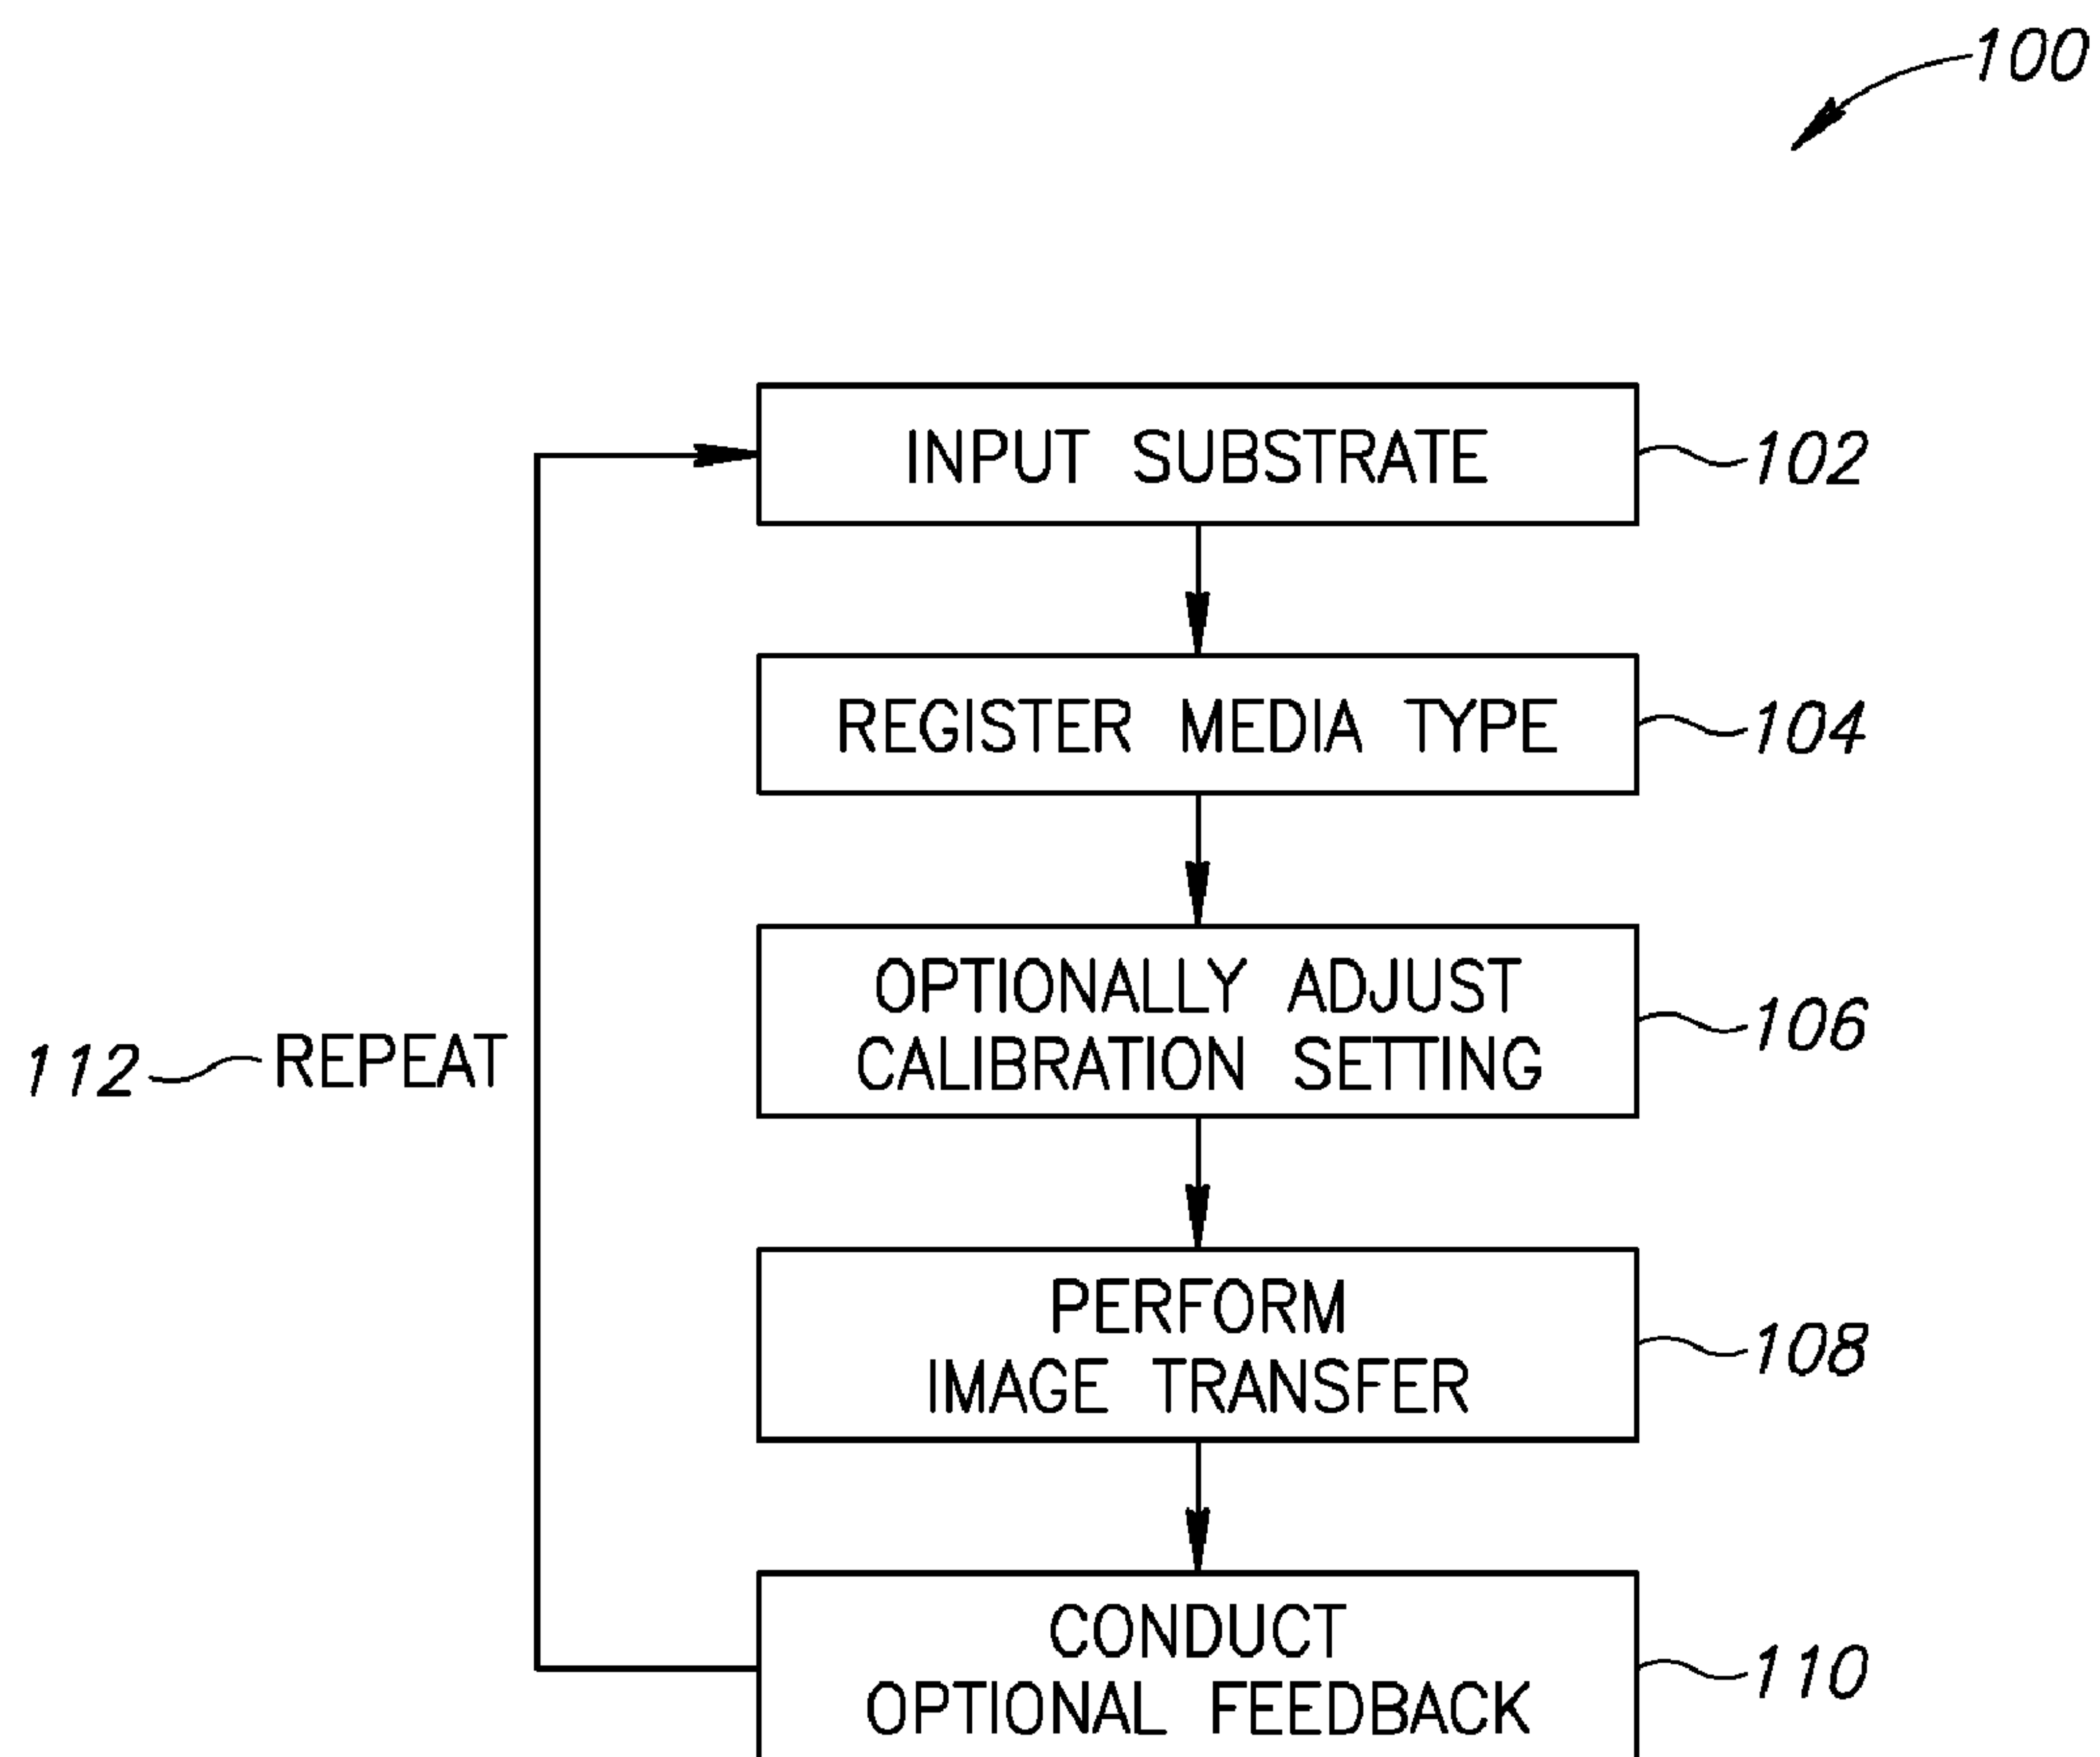 100
INPUT SUBSTRATE
102
REGISTER MEDIA TYPE
104
OPTIONALLY ADJUST
CALIBRATION SETTING
106
112
REPEAT
PERFORM
IMAGE TRANSFER
108
CONDUCT
OPTIONAL FEEDBACK
110